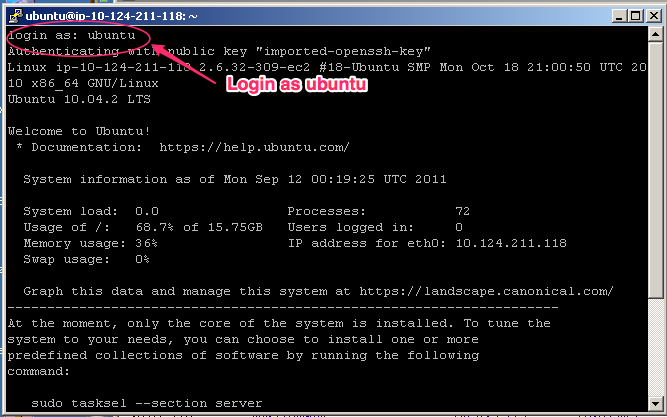 ubuntu@ip-10-124-211-118: ~
login as: ubuntu
Authenticating with public key "imported-openssh-key"
Linux ip-10-124-211-118 2.6.32-309-ec2 #18-Ubuntu SMP Mon Oct 18 21:00:50 UTC 20
10 x86_64 GNU/Linux
Login as ubuntu
Ubuntu 10.04.2 LTS
Welcome to Ubuntu!
* Documentation:  https://help.ubuntu.com/
System information as of Mon Sep 12 00:19:25 UTC 2011
System load:  0.0 Processes: 72
Usage of /:  68.7% of 15.75GB Users logged in: 0
Memory usage: 36% IP address for eth0: 10.124.211.118
Swap usage:  0%
Graph this data and manage this system at https://landscape.canonical.com/
---------------------------------------------------------------------
At the moment, only the core of the system is installed. To tune the
system to your needs, you can choose to install one or more
predefined collections of software by running the following
command:
sudo tasksel --section server